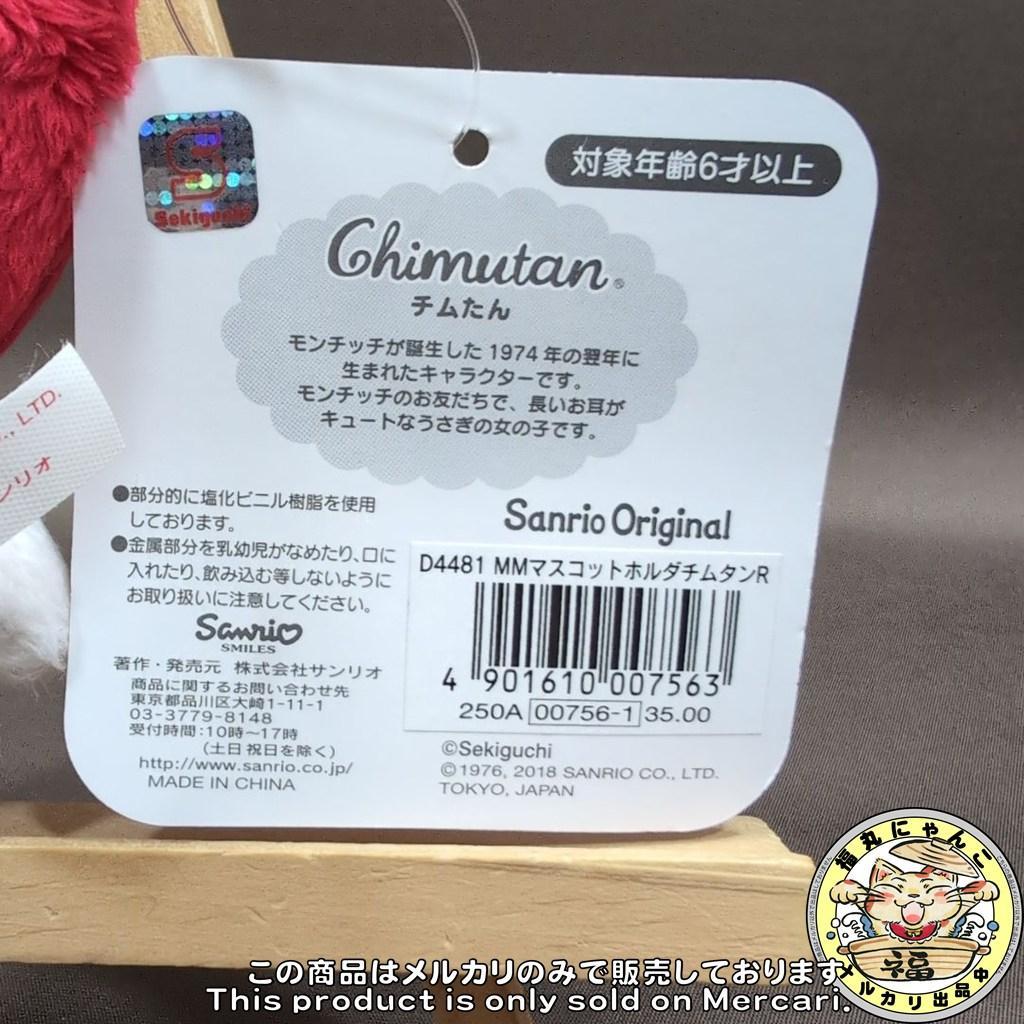 S
Sekiguchi
対象年齢6才以上
Chimutan®
チムたん
モンチッチが誕生した1974年の翌年に
生まれたキャラクターです。
モンチッチのお友だちで、長いお耳が
キュートなうさぎの女の子です。
., LTD.
ンリオ
●部分的に塩化ビニル樹脂を使用
しております。
●金属部分を乳幼児がなめたり、口に
入れたり、飲み込む等しないように
お取り扱いに注意してください。
Sanrio
SMILES
著作・発売元 株式会社サンリオ
商品に関するお問い合わせ先
東京都品川区大崎1-11-1
03-3779-8148
受付時間:10時~17時
(土日祝日を除く)
http://www.sanrio.co.jp/
MADE IN CHINA
Sanrio Original
D4481 MMマスコットホルダチムタンR
4 901610 007563
250A 00756-1 35.00
©Sekiguchi
©1976, 2018 SANRIO CO., LTD.
TOKYO, JAPAN
福丸にゃんこ
福
メルカリ出品中
この商品はメルカリのみで販売しております。
This product is only sold on Mercari.